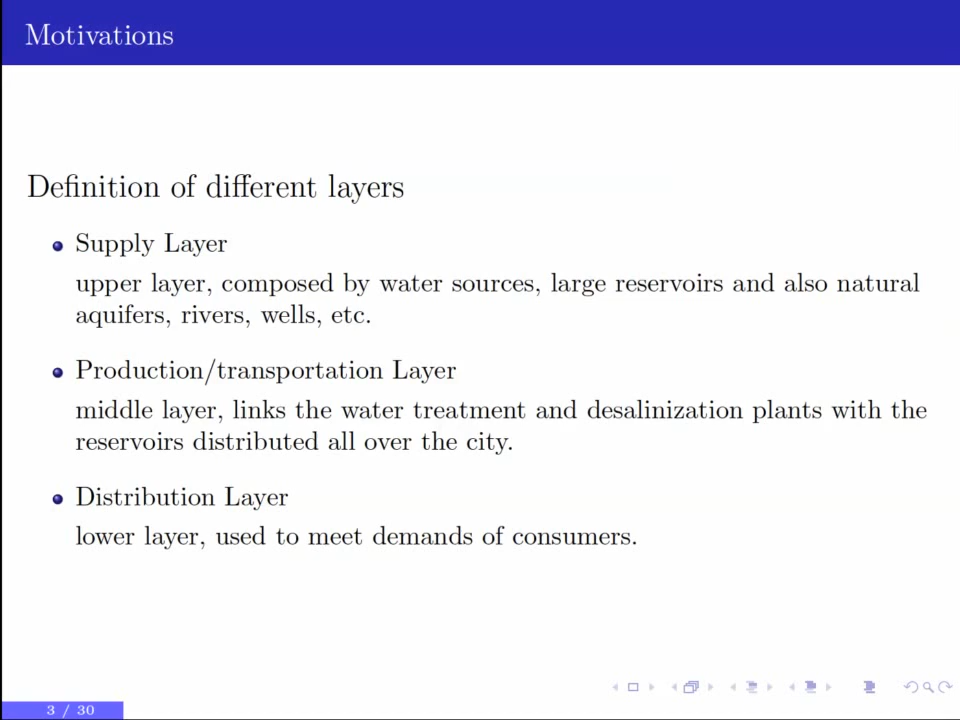 Motivations
Definition of different layers
Supply Layer
upper layer, composed by water sources, large reservoirs and also natural
aquifers, rivers, wells, etc.
Production/transportation Layer
middle layer, links the water treatment and desalinization plants with the
reservoirs distributed all over the city.
Distribution Layer
lower layer, used to meet demands of consumers.
3 / 30